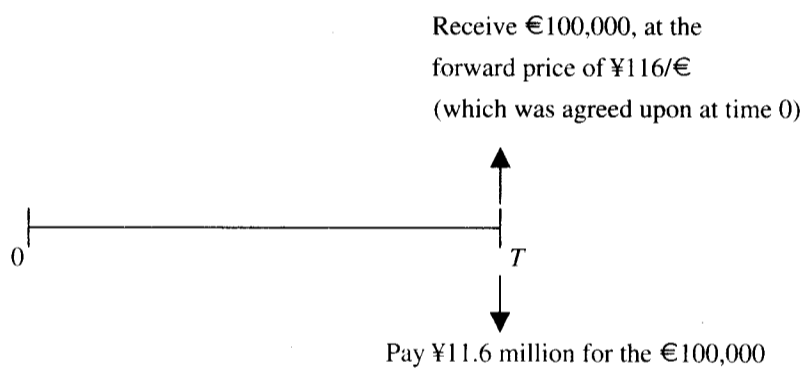 Receive €100,000, at the
forward price of ¥116/€
(which was agreed upon at time 0)
0
T
Pay ¥11.6 million for the €100,000